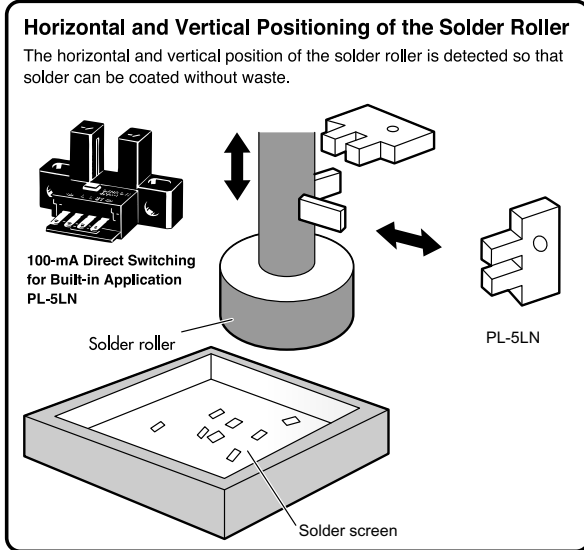 Horizontal and Vertical Positioning of the Solder Roller
The horizontal and vertical position of the solder roller is detected so that
solder can be coated without waste.
100-mA Direct Switching
for Built-in Application
PL-5LN
Solder roller
PL-5LN
Solder screen